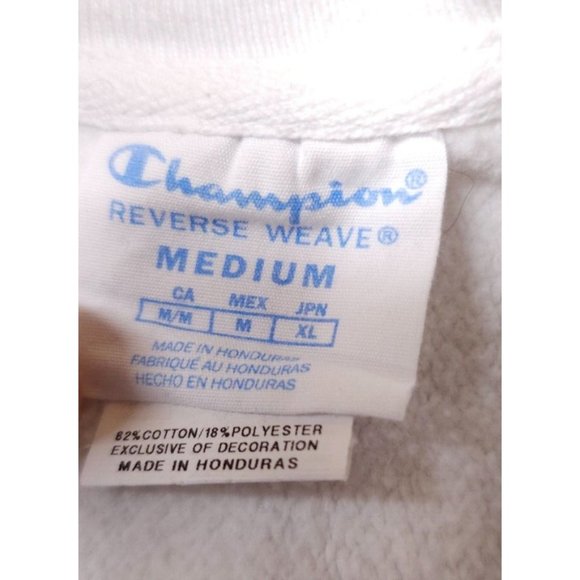 Champion®
REVERSE WEAVE®
MEDIUM
CA MEX JPN
M/M M XL
MADE IN HONDURAS
FABRIQUÉ AU HONDURAS
HECHO EN HONDURAS
82% COTTON/18% POLYESTER
EXCLUSIVE OF DECORATION
MADE IN HONDURAS